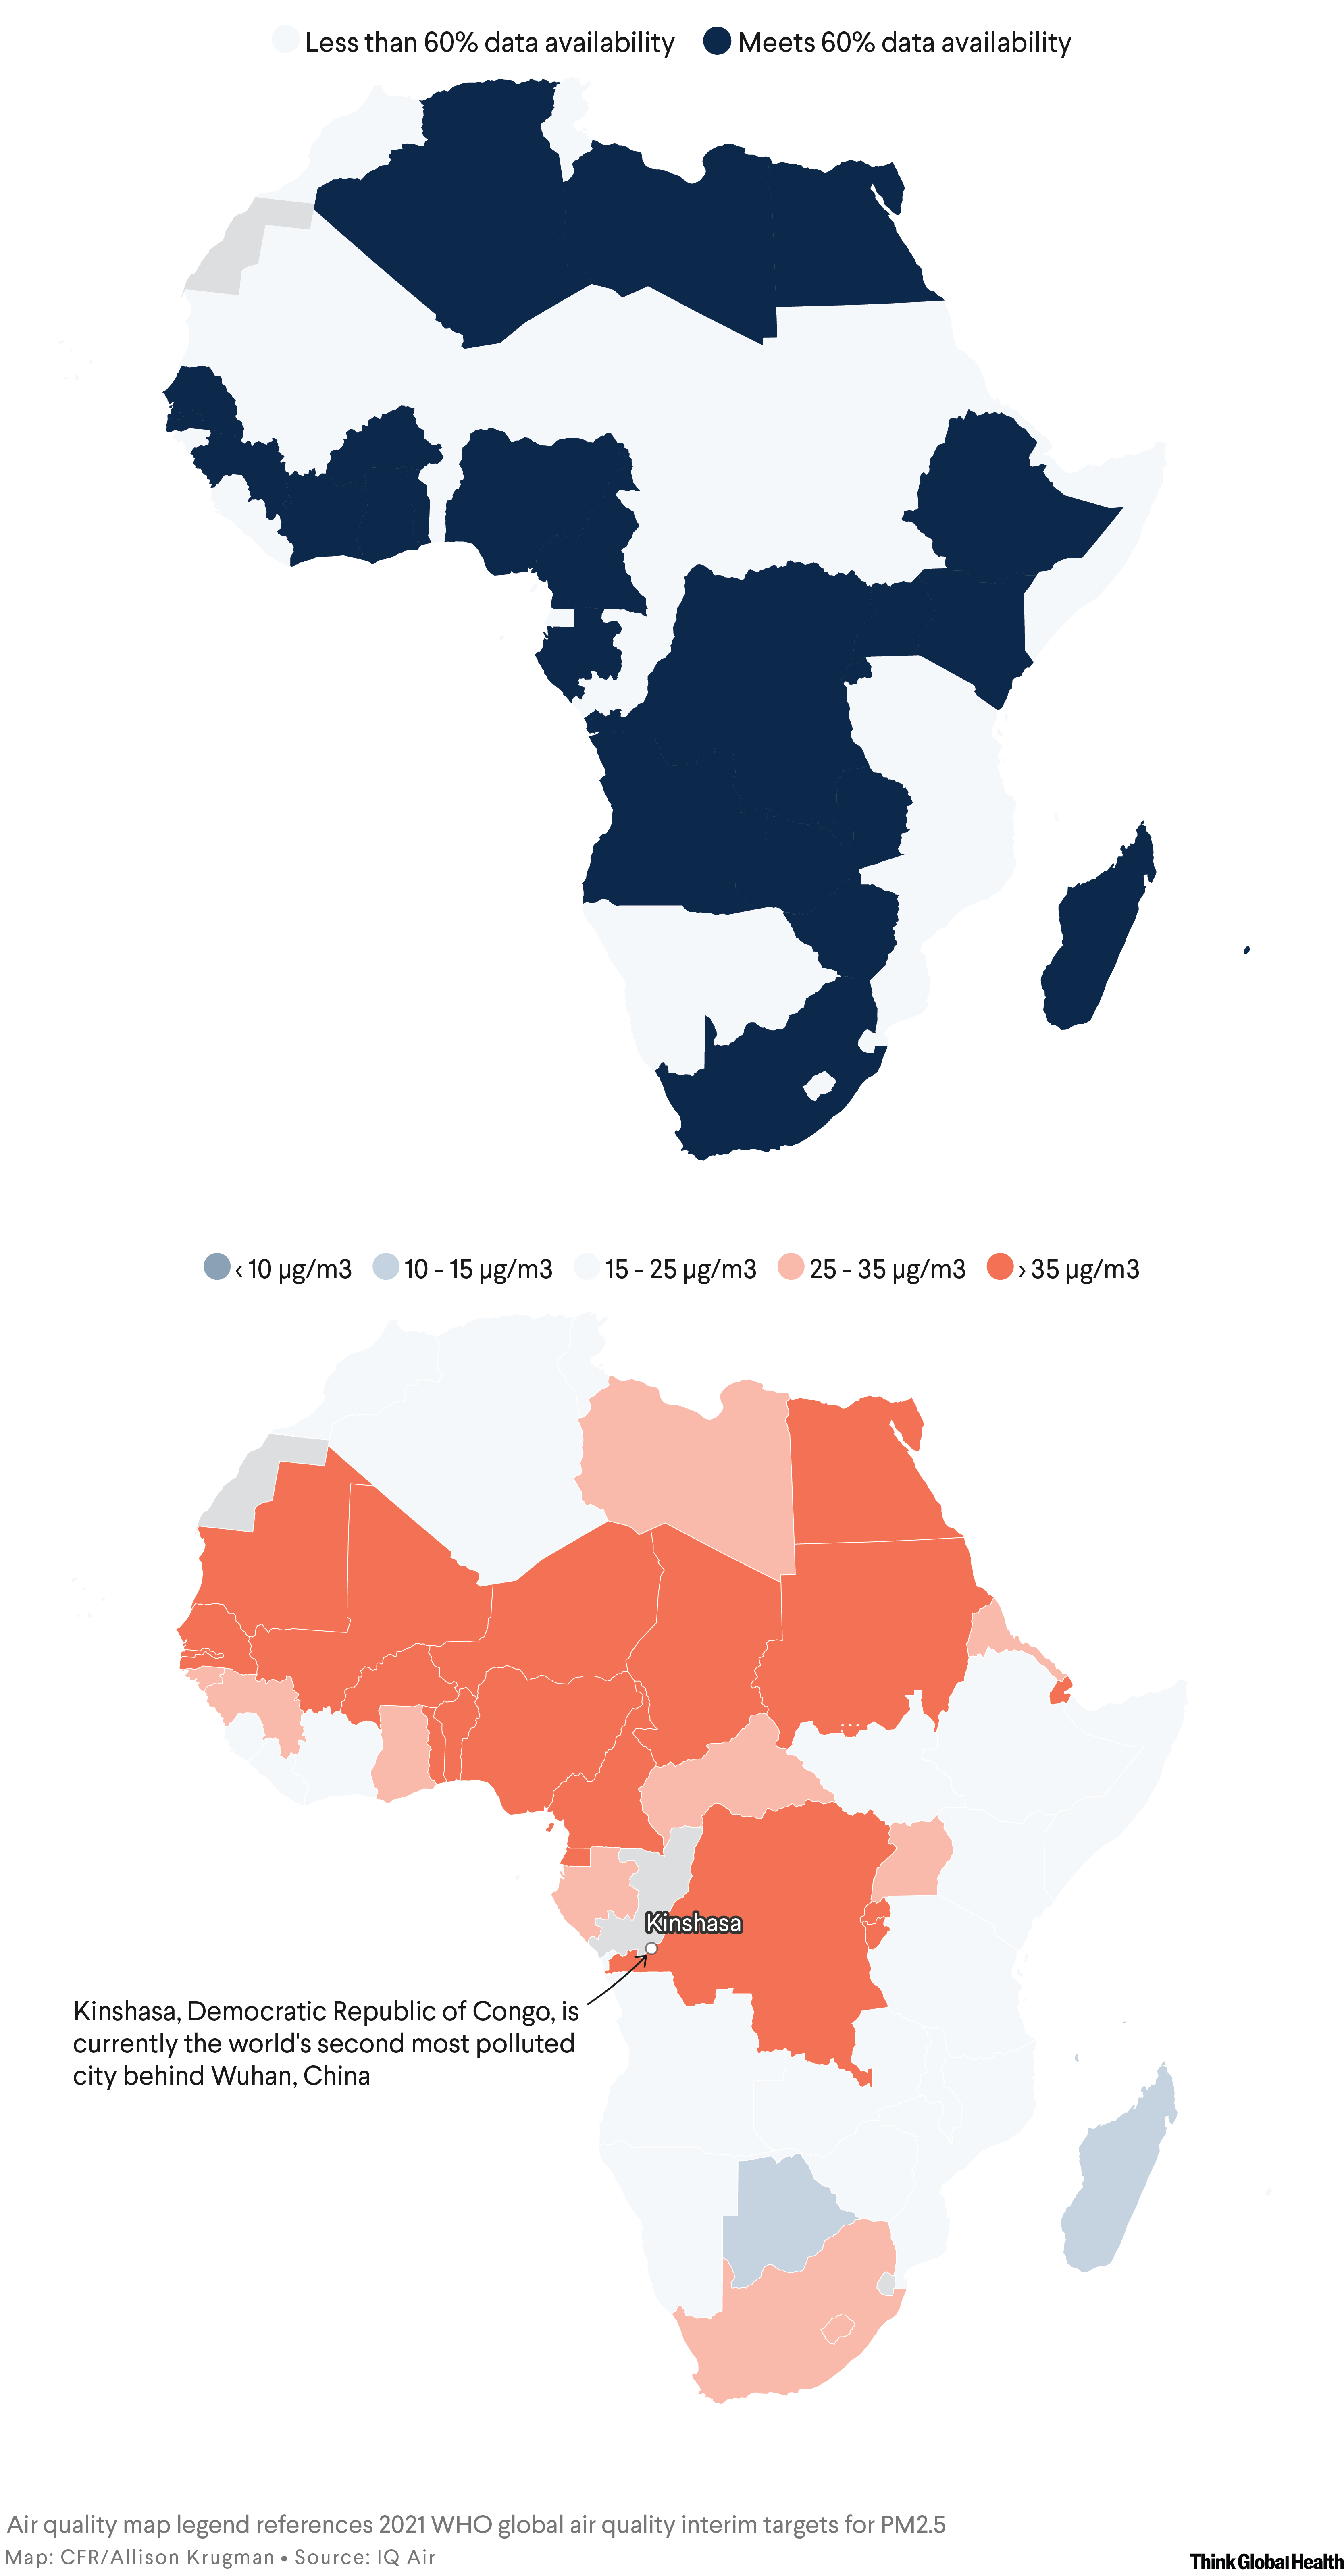 Less than 60% data availability Meets 60% data availability
< 10 µg/m3 10 - 15 µg/m3 15 - 25 µg/m3 25 - 35 µg/m3 > 35 µg/m3
Kinshasa
Kinshasa, Democratic Republic of Congo, is
currently the world's second most polluted
city behind Wuhan, China
Air quality map legend references 2021 WHO global air quality interim targets for PM2.5
Map: CFR/Allison Krugman • Source: IQ Air
Think Global Health